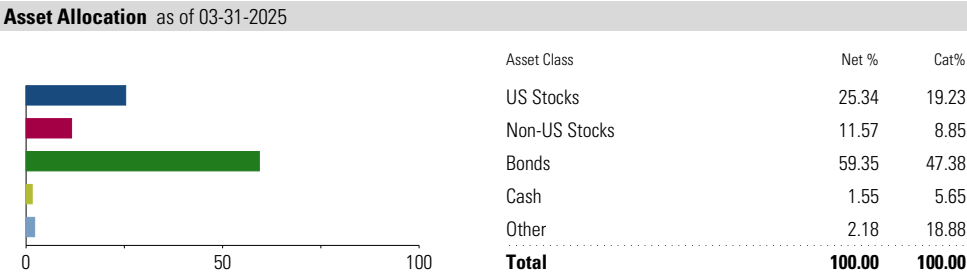 Asset Allocation as of 03-31-2025
Asset Class Net % Cat%
US Stocks 25.34 19.23
Non-US Stocks 11.57 8.85
Bonds 59.35 47.38
Cash 1.55 5.65
Other 2.18 18.88
Total 100.00 100.00
0 50 100